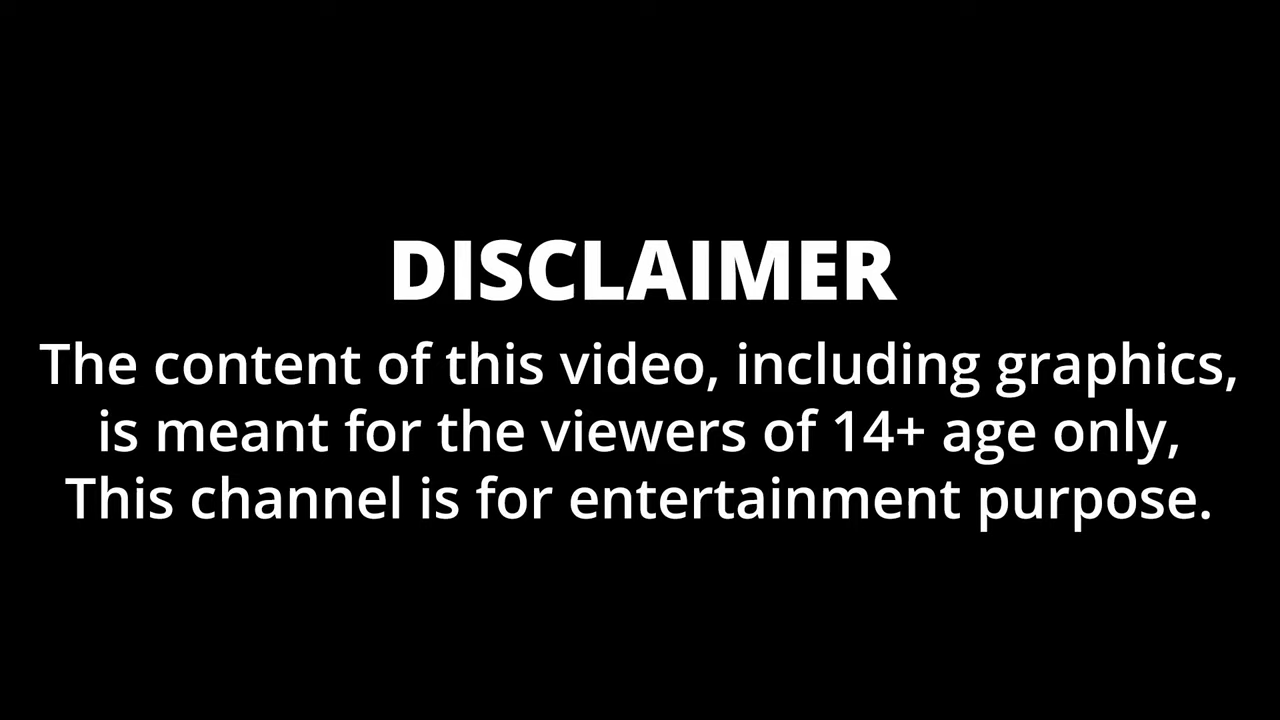 DISCLAIMER
The content of this video, including graphics,
is meant for the viewers of 14+ age only,
This channel is for entertainment purpose.